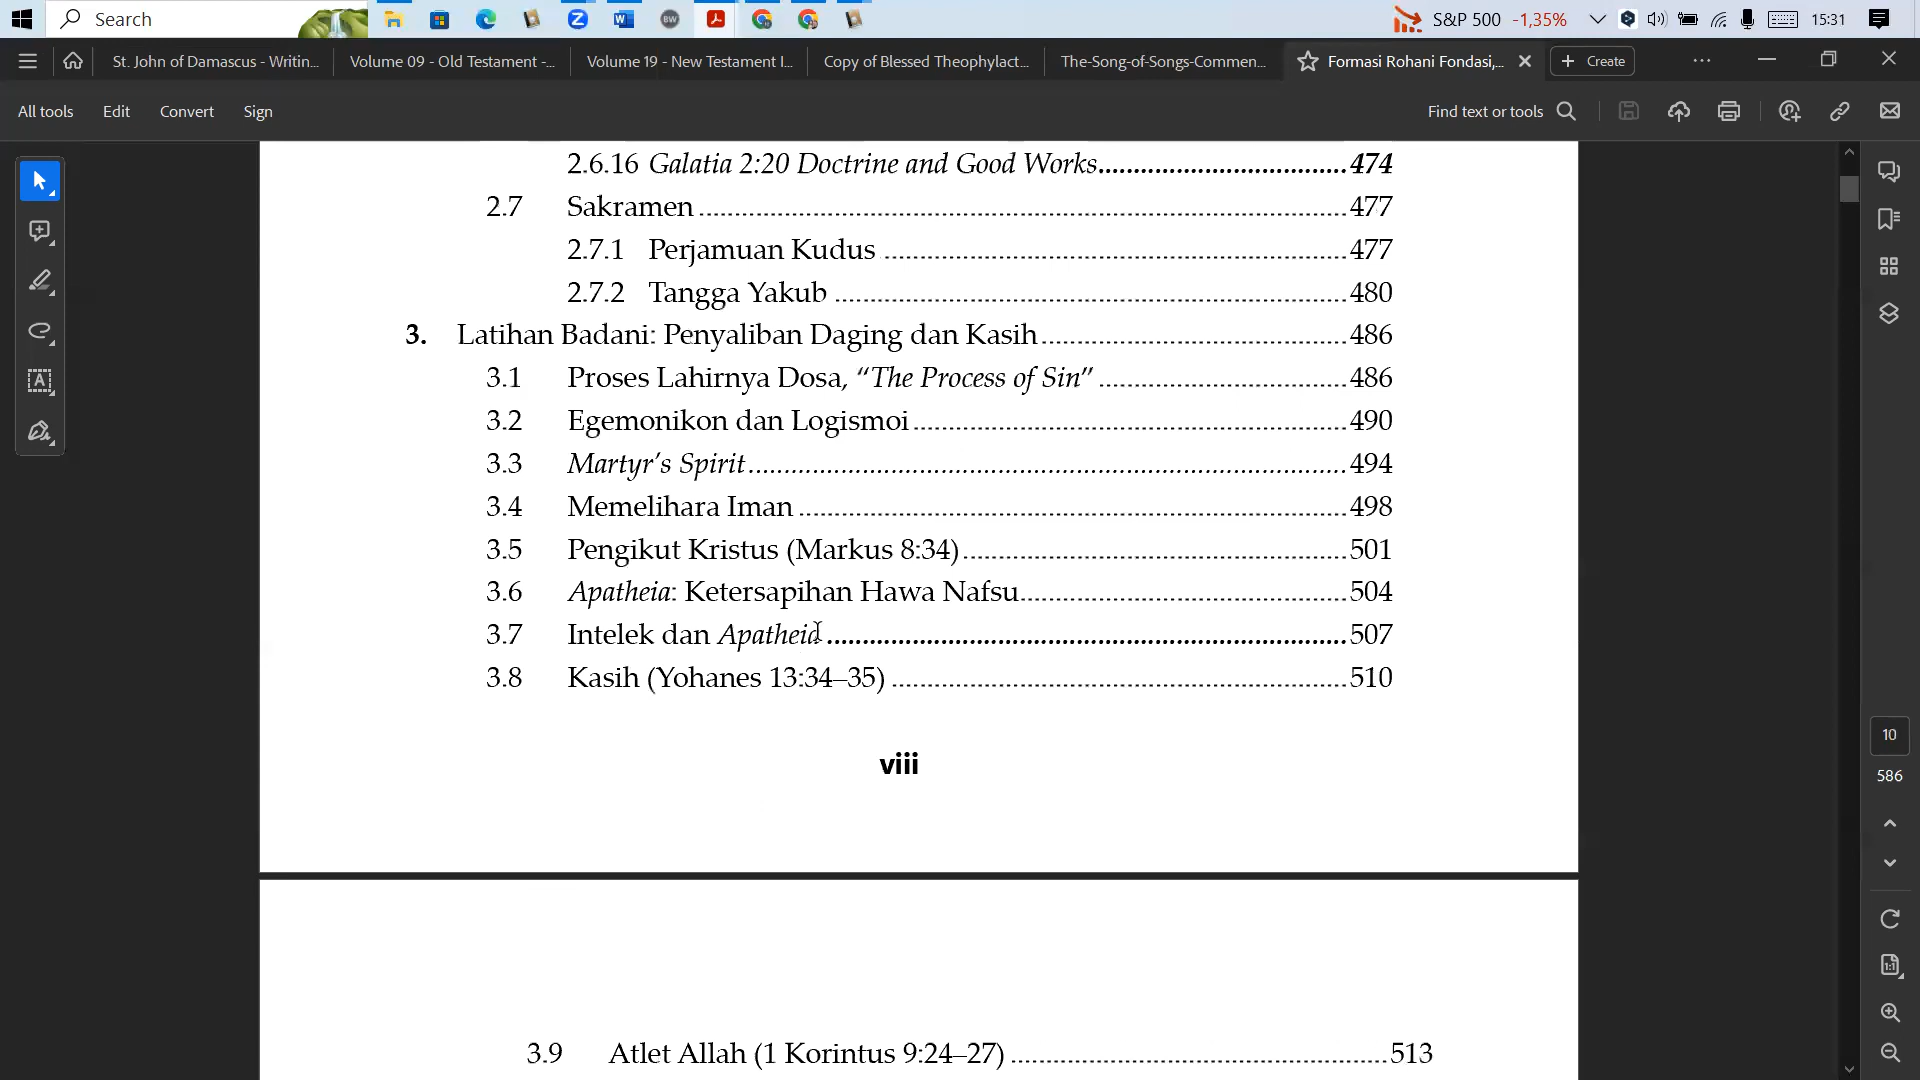 Search
S&P 500 -1,35%
15:31
St. John of Damascus - Writin...
Volume 09 - Old Testament -...
Volume 19 - New Testament I...
Copy of Blessed Theophylact...
The-Song-of-Songs-Commen...
Formasi Rohani Fondasi,...
Create
All tools
Edit
Convert
Sign
Find text or tools
2.6.16 Galatia 2:20 Doctrine and Good Works...................................474
2.7 Sakramen.................................................................................477
2.7.1 Perjamuan Kudus..........................................................477
2.7.2 Tangga Yakub................................................................480
3. Latihan Badani: Penyaliban Daging dan Kasih......................................486
3.1 Proses Lahirnya Dosa, “The Process of Sin”...............................486
3.2 Egemonikon dan Logismoi......................................................490
3.3 Martyr’s Spirit...........................................................................494
3.4 Memelihara Iman.....................................................................498
3.5 Pengikut Kristus (Markus 8:34)................................................501
3.6 Apatheia: Ketersapihan Hawa Nafsu.........................................504
3.7 Intelek dan Apatheia.................................................................507
3.8 Kasih (Yohanes 13:34–35).........................................................510
viii
10
586
3.9 Atlet Allah (1 Korintus 9:24–27)...............................................513